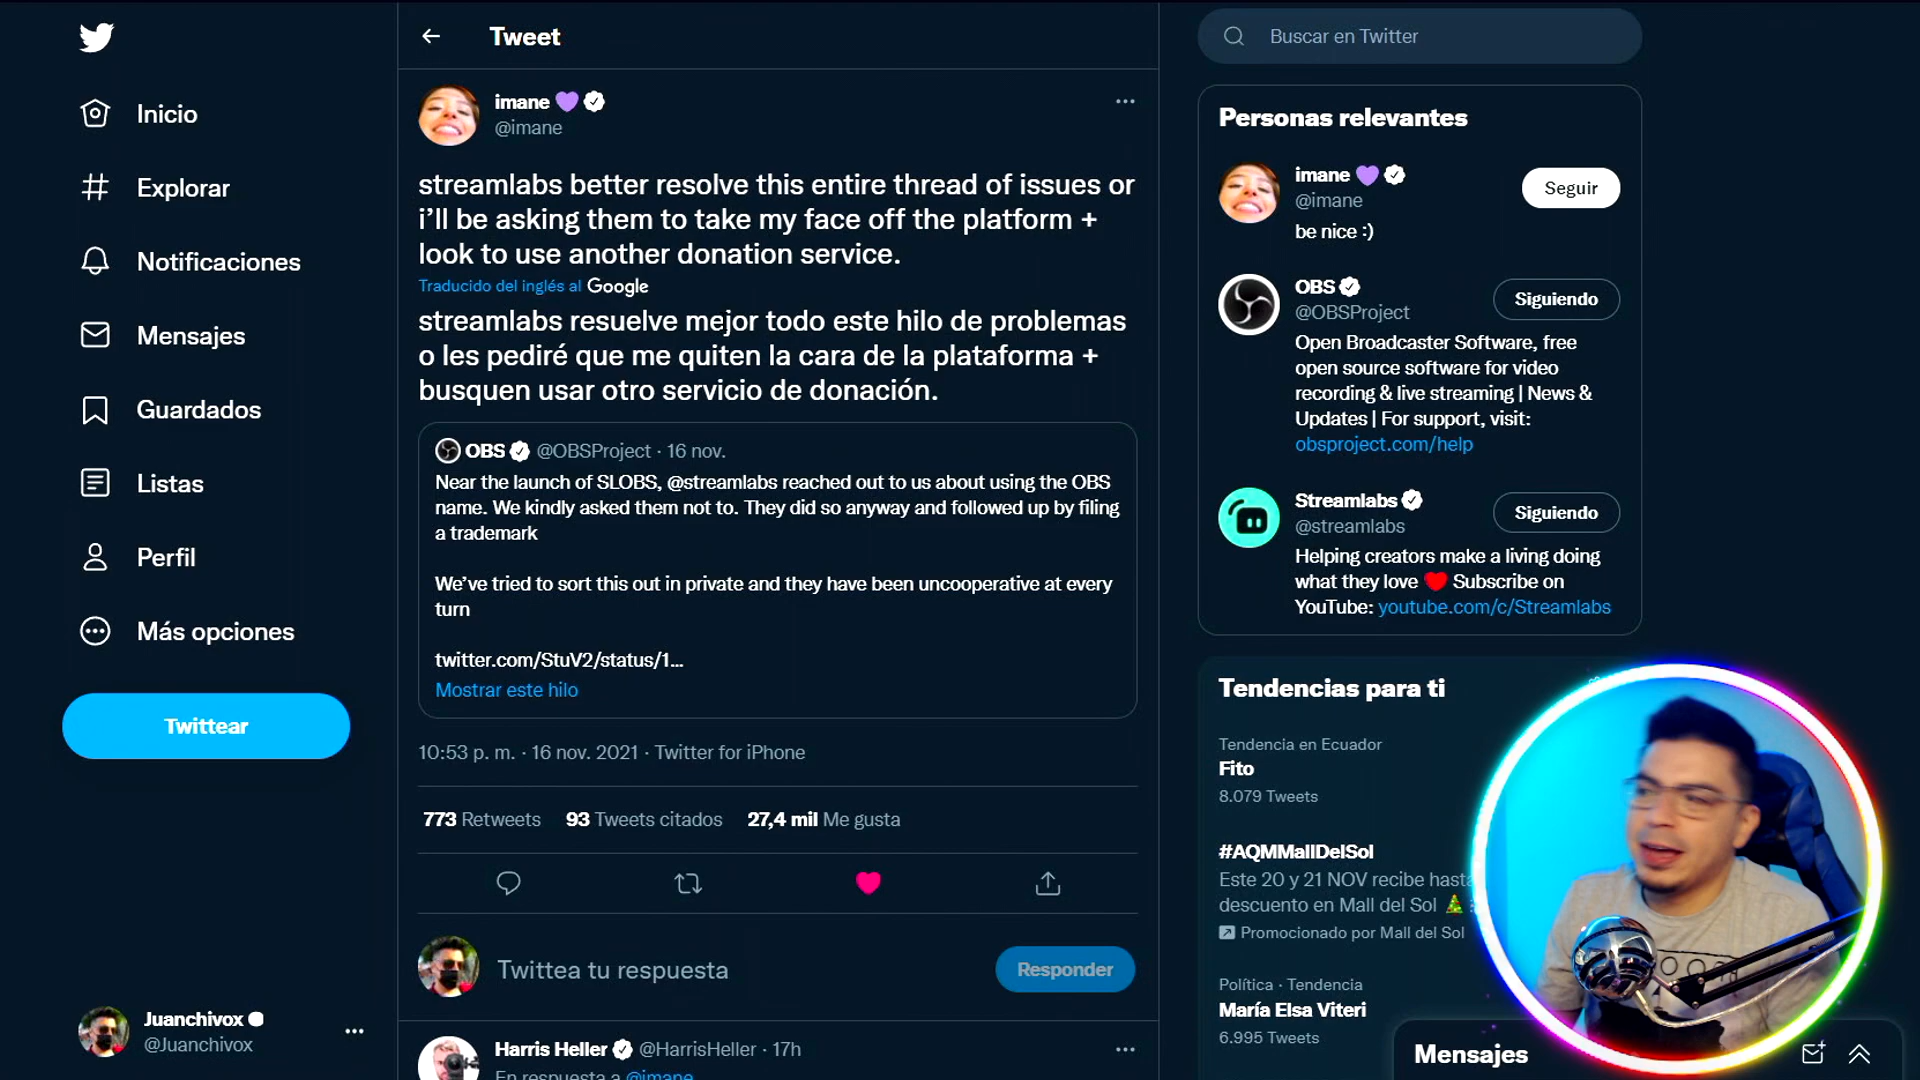 Tweet
Buscar en Twitter
Inicio
Explorar
Notificaciones
Mensajes
Guardados
Listas
Perfil
Más opciones
Twittear
Juanchivox
@Juanchivox
imane 💜
@imane
streamlabs better resolve this entire thread of issues or
i'll be asking them to take my face off the platform +
look to use another donation service.
Traducido del inglés al Google
streamlabs resuelve mejor todo este hilo de problemas
o les pediré que me quiten la cara de la plataforma +
busquen usar otro servicio de donación.
OBS @OBSProject · 16 nov.
Near the launch of SLOBS, @streamlabs reached out to us about using the OBS
name. We kindly asked them not to. They did so anyway and followed up by filing
a trademark
We've tried to sort this out in private and they have been uncooperative at every
turn
twitter.com/StuV2/status/1...
Mostrar este hilo
10:53 p. m. · 16 nov. 2021 · Twitter for iPhone
773 Retweets 93 Tweets citados 27,4 mil Me gusta
Twittea tu respuesta
Responder
Harris Heller @HarrisHeller · 17h
En respuesta a @imane
Personas relevantes
imane 💜
@imane
Seguir
be nice :)
OBS
@OBSProject
Siguiendo
Open Broadcaster Software, free
open source software for video
recording & live streaming | News &
Updates | For support, visit:
obsproject.com/help
Streamlabs
@streamlabs
Siguiendo
Helping creators make a living doing
what they love ❤️ Subscribe on
YouTube: youtube.com/c/Streamlabs
Tendencias para ti
Tendencia en Ecuador
Fito
8.079 Tweets
#AQMMallDelSol
Este 20 y 21 NOV recibe hasta
descuento en Mall del Sol 🎄
Promocionado por Mall del Sol
Política · Tendencia
María Elsa Viteri
6.995 Tweets
Mensajes